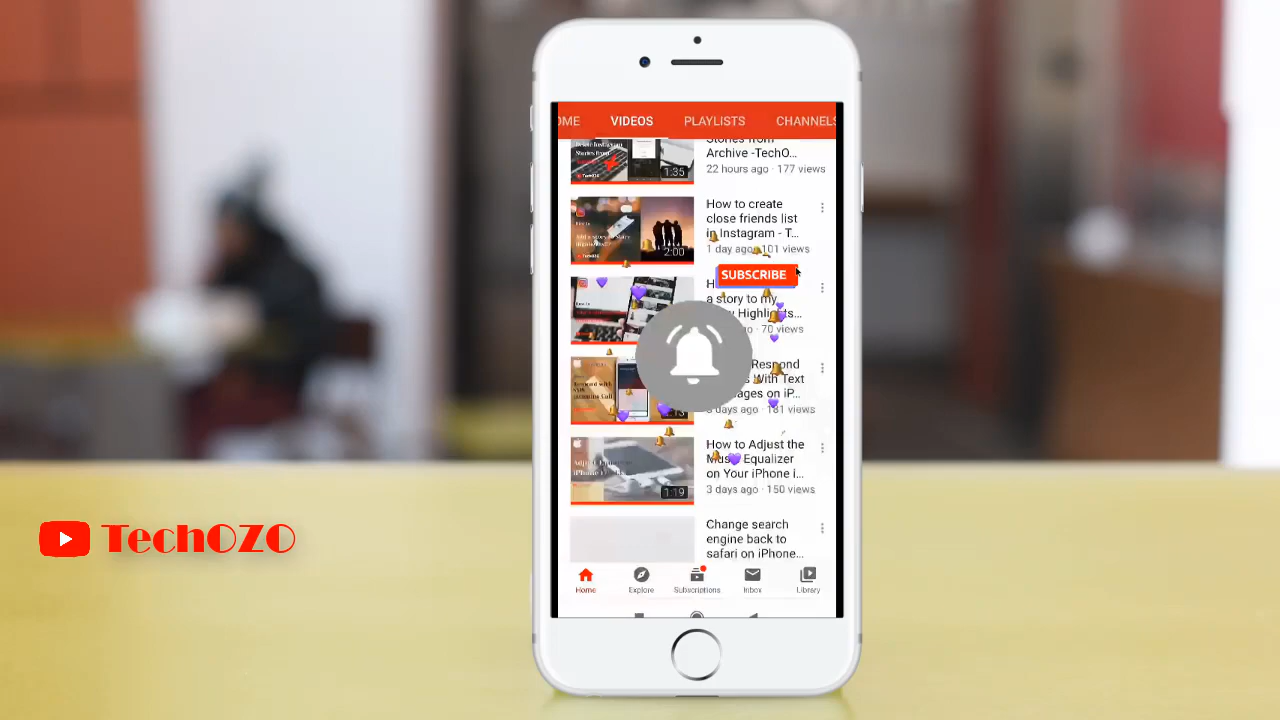 OME VIDEOS PLAYLISTS CHANNELS
Stories from
Archive -TechO...
22 hours ago · 177 views
1:35
How to create
close friends list
in Instagram - T...
1 day ago · 101 views
2:00
SUBSCRIBE
a story to my
Highlights...
ago · 70 views
Respond
With Text
ages on iP...
days ago · 181 views
How to Adjust the
Music Equalizer
on Your iPhone i...
3 days ago · 150 views
1:19
Change search
engine back to
safari on iPhone...
Home Explore Subscriptions Inbox Library
TechOZO